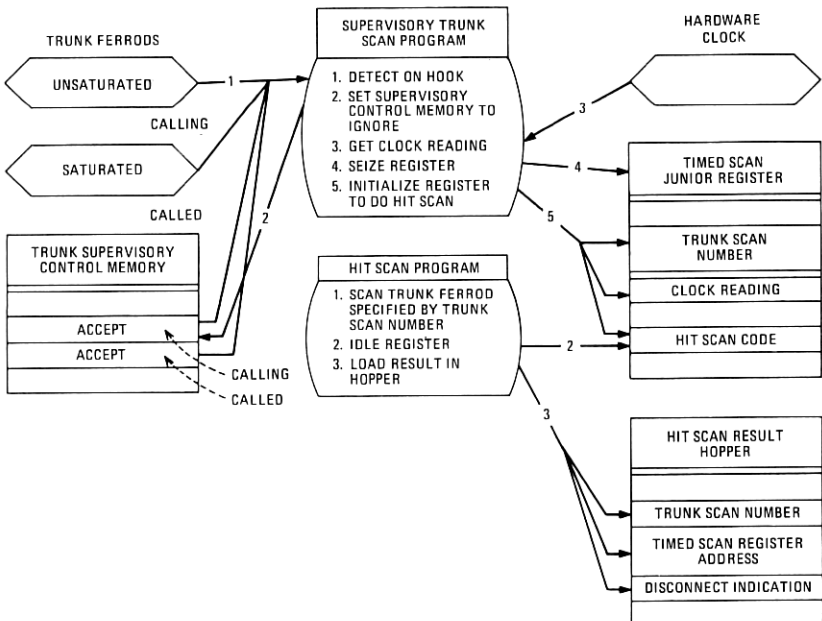 TRUNK FERRODS
UNSATURATED
CALLING
SATURATED
CALLED
TRUNK SUPERVISORY
CONTROL MEMORY
ACCEPT
ACCEPT
CALLING
CALLED
1
2
SUPERVISORY TRUNK
SCAN PROGRAM
1. DETECT ON HOOK
2. SET SUPERVISORY
CONTROL MEMORY TO
IGNORE
3. GET CLOCK READING
4. SEIZE REGISTER
5. INITIALIZE REGISTER
TO DO HIT SCAN
HIT SCAN PROGRAM
1. SCAN TRUNK FERROD
SPECIFIED BY TRUNK
SCAN NUMBER
2. IDLE REGISTER
3. LOAD RESULT IN
HOPPER
3
4
5
2
3
HARDWARE
CLOCK
TIMED SCAN
JUNIOR REGISTER
TRUNK SCAN
NUMBER
CLOCK READING
HIT SCAN CODE
HIT SCAN RESULT
HOPPER
TRUNK SCAN NUMBER
TIMED SCAN REGISTER
ADDRESS
DISCONNECT INDICATION